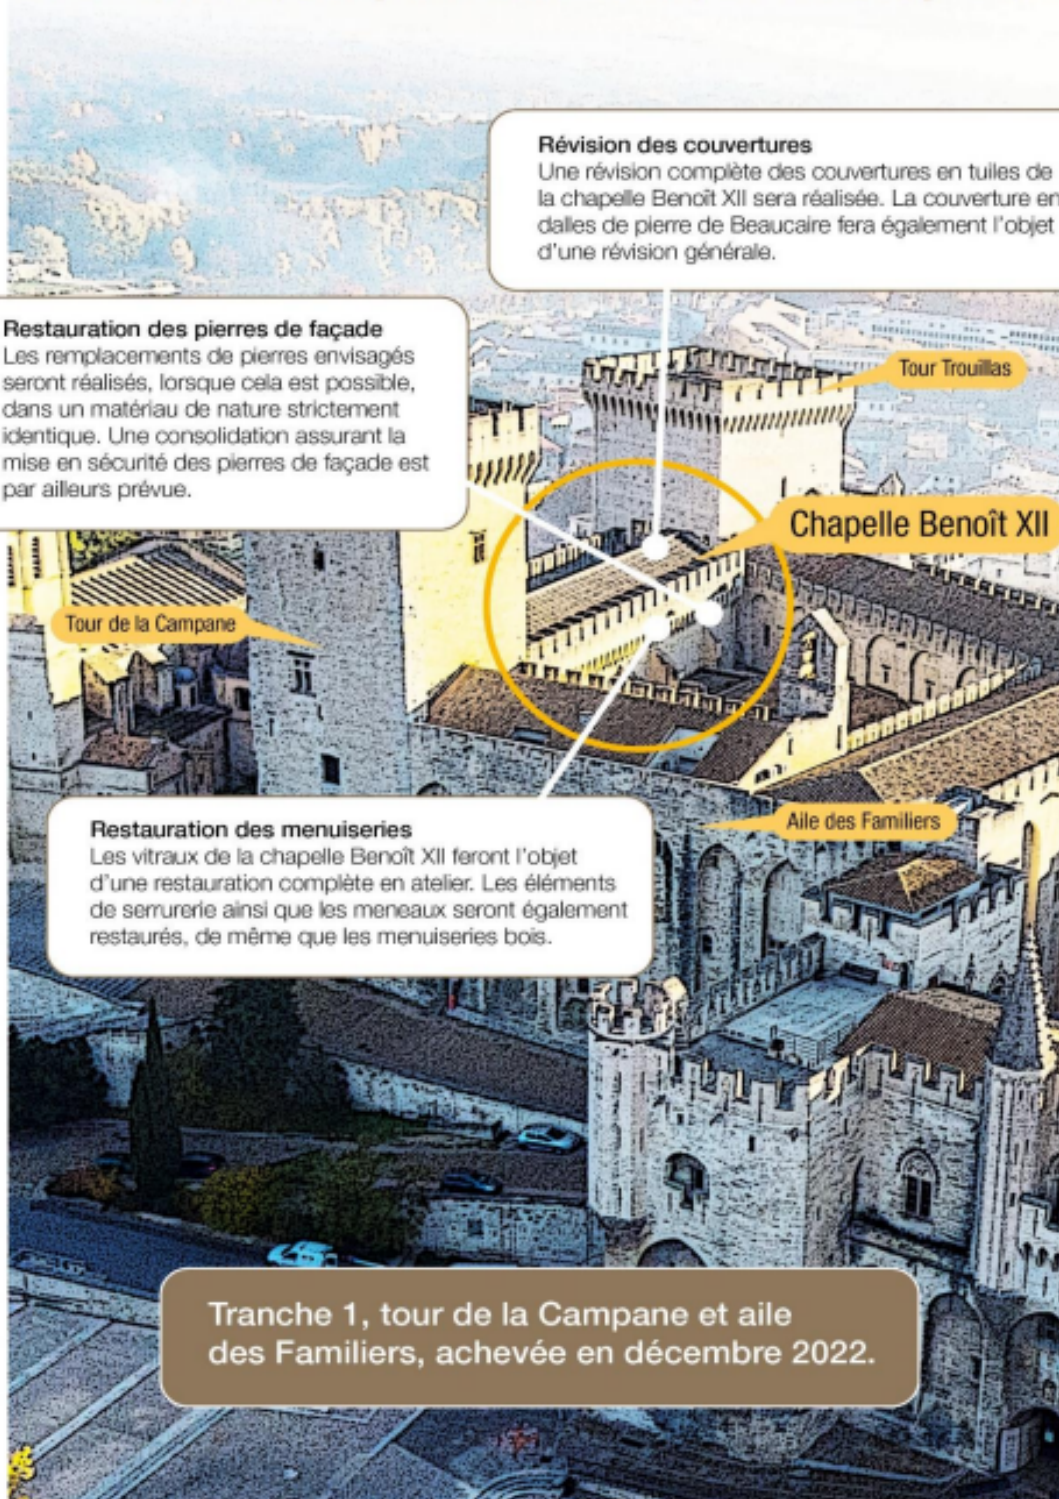 Révision des couvertures
Une révision complète des couvertures en tuiles de
la chapelle Benoît XII sera réalisée. La couverture en
dalles de pierre de Beaucaire fera également l'objet
d'une révision générale.
Restauration des pierres de façade
Les remplacements de pierres envisagés
seront réalisés, lorsque cela est possible,
dans un matériau de nature strictement
identique. Une consolidation assurant la
mise en sécurité des pierres de façade est
par ailleurs prévue.
Tour Trouillas
Chapelle Benoît XII
Tour de la Campane
Aile des Familiers
Restauration des menuiseries
Les vitraux de la chapelle Benoît XII feront l'objet
d'une restauration complète en atelier. Les éléments
de serrurerie ainsi que les meneaux seront également
restaurés, de même que les menuiseries bois.
Tranche 1, tour de la Campane et aile
des Familiers, achevée en décembre 2022.